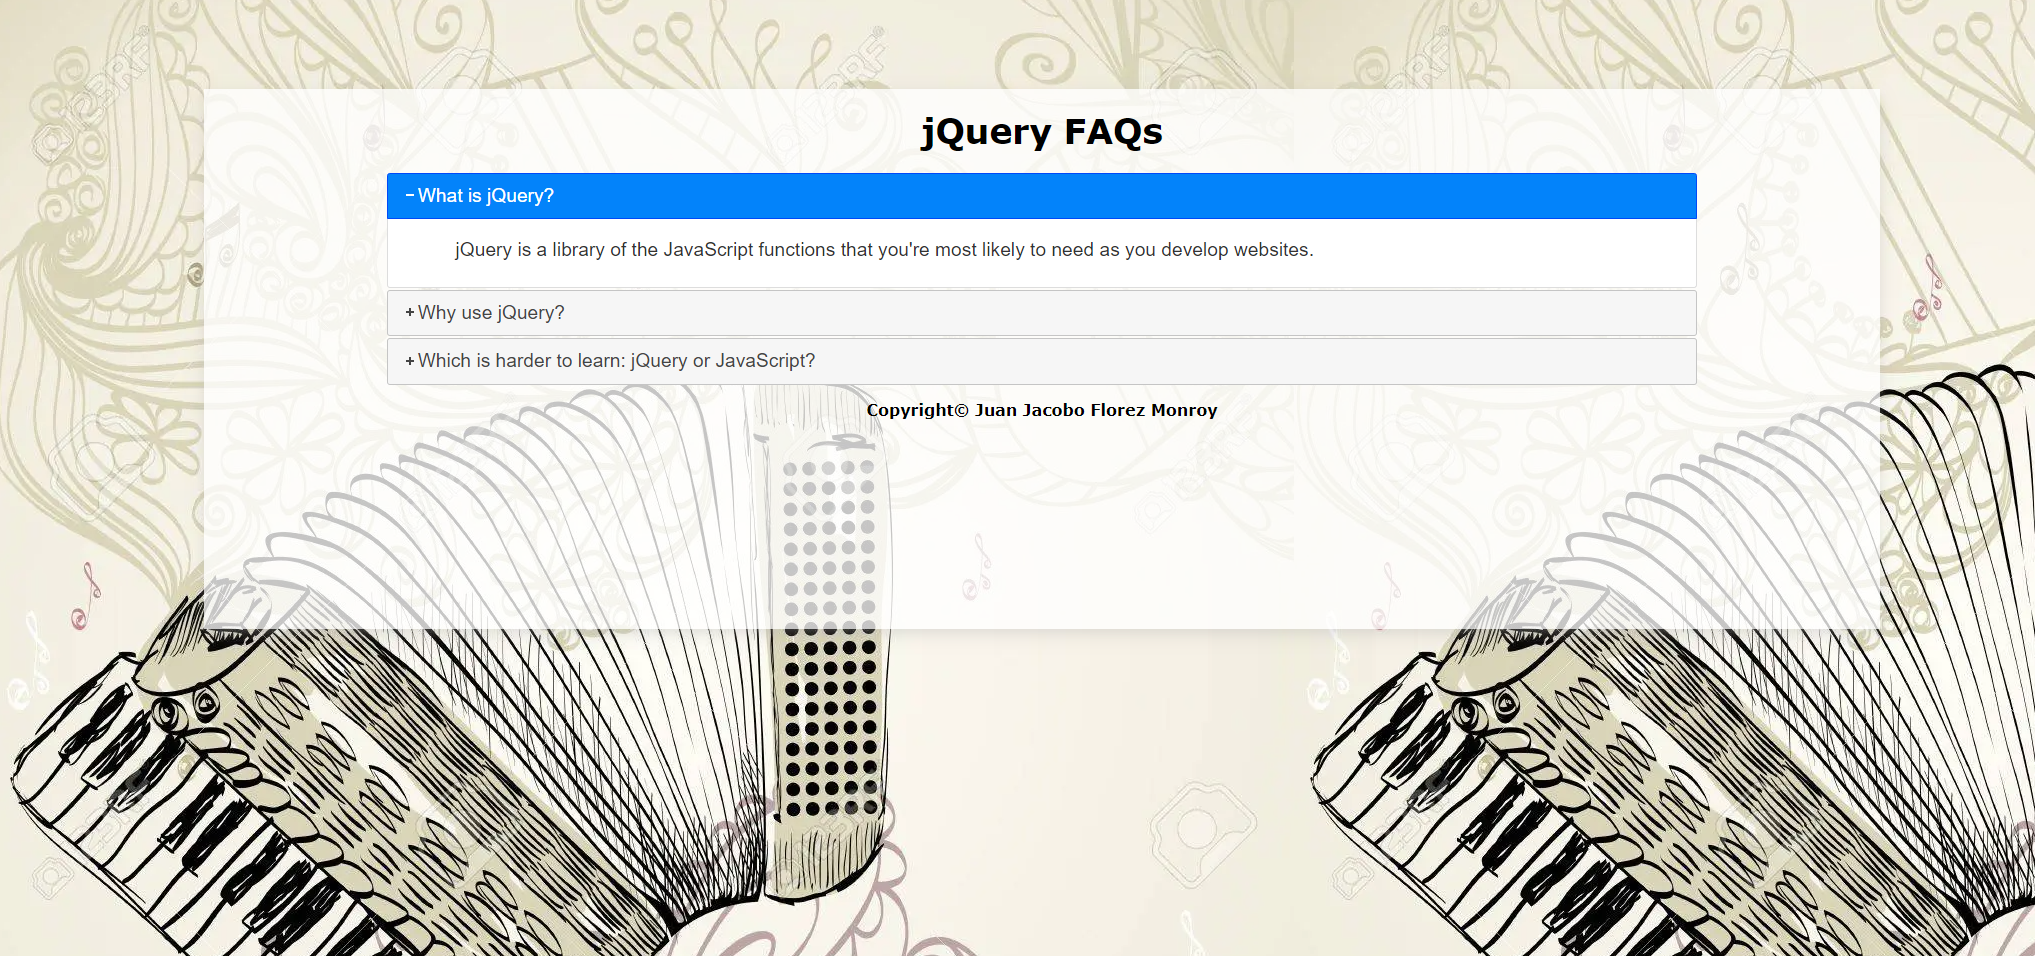 jQuery FAQs
What is jQuery?
jQuery is a library of the JavaScript functions that you're most likely to need as you develop websites.
Why use jQuery?
Which is harder to learn: jQuery or JavaScript?
Copyright© Juan Jacobo Florez Monroy